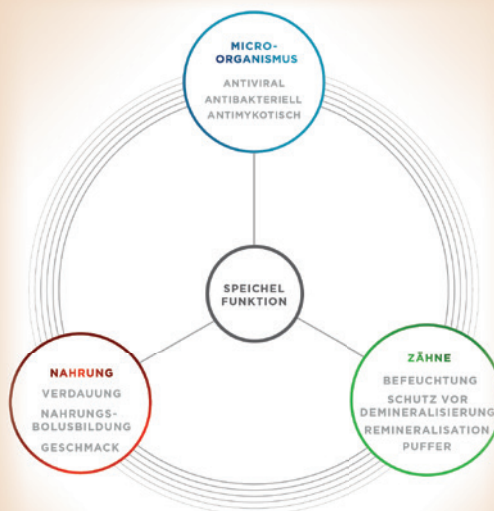 MICRO-
ORGANISMUS
ANTIVIRAL
ANTIBAKTERIELL
ANTIMYKOTISCH
SPEICHEL
FUNKTION
NAHRUNG
VERDAUUNG
NAHRUNGS-
BOLUSBILDUNG
GESCHMACK
ZÄHNE
BEFEUCHTUNG
SCHUTZ VOR
DEMINERALISIERUNG
REMINERALISATION
PUFFER